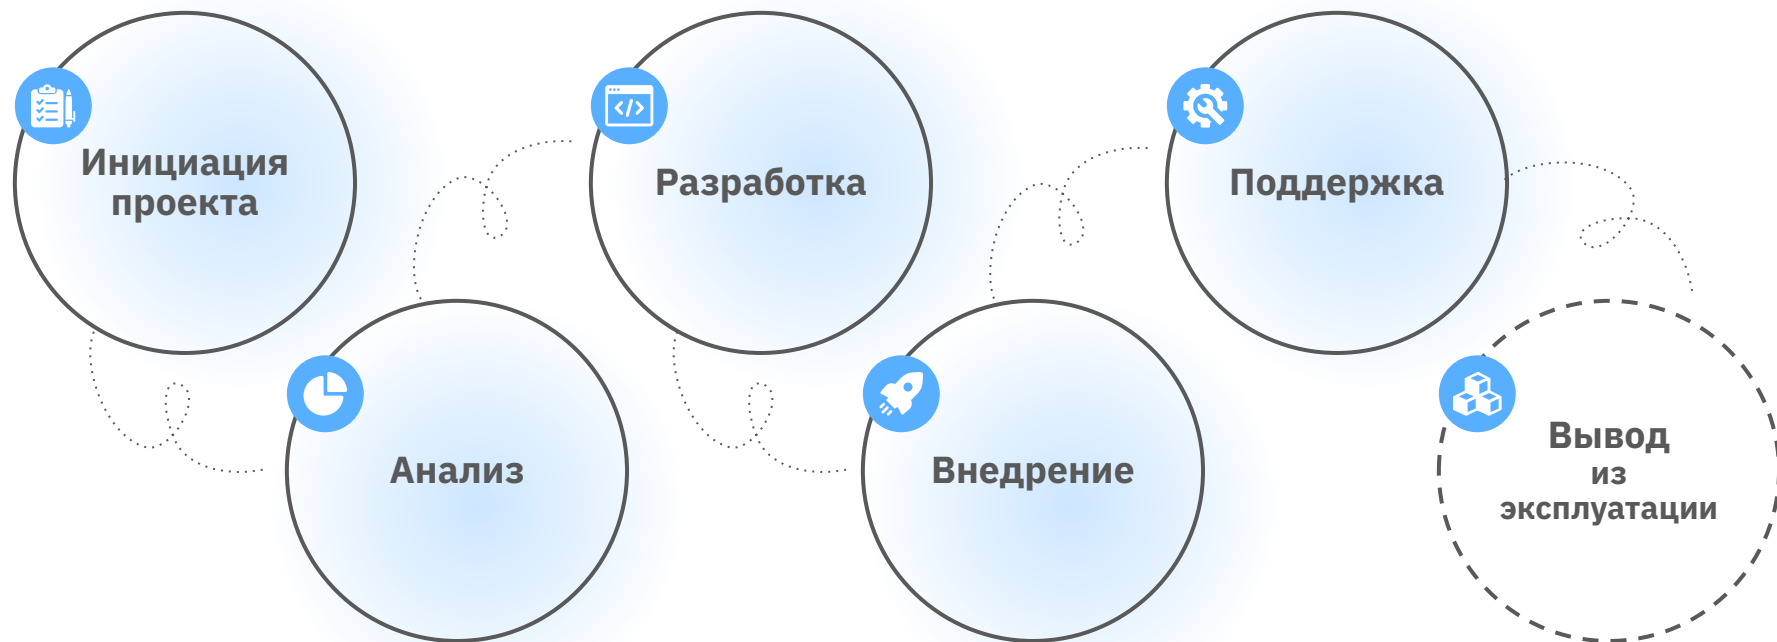 Инициация
проекта
Анализ
Разработка
Внедрение
Поддержка
Вывод
из
эксплуатации